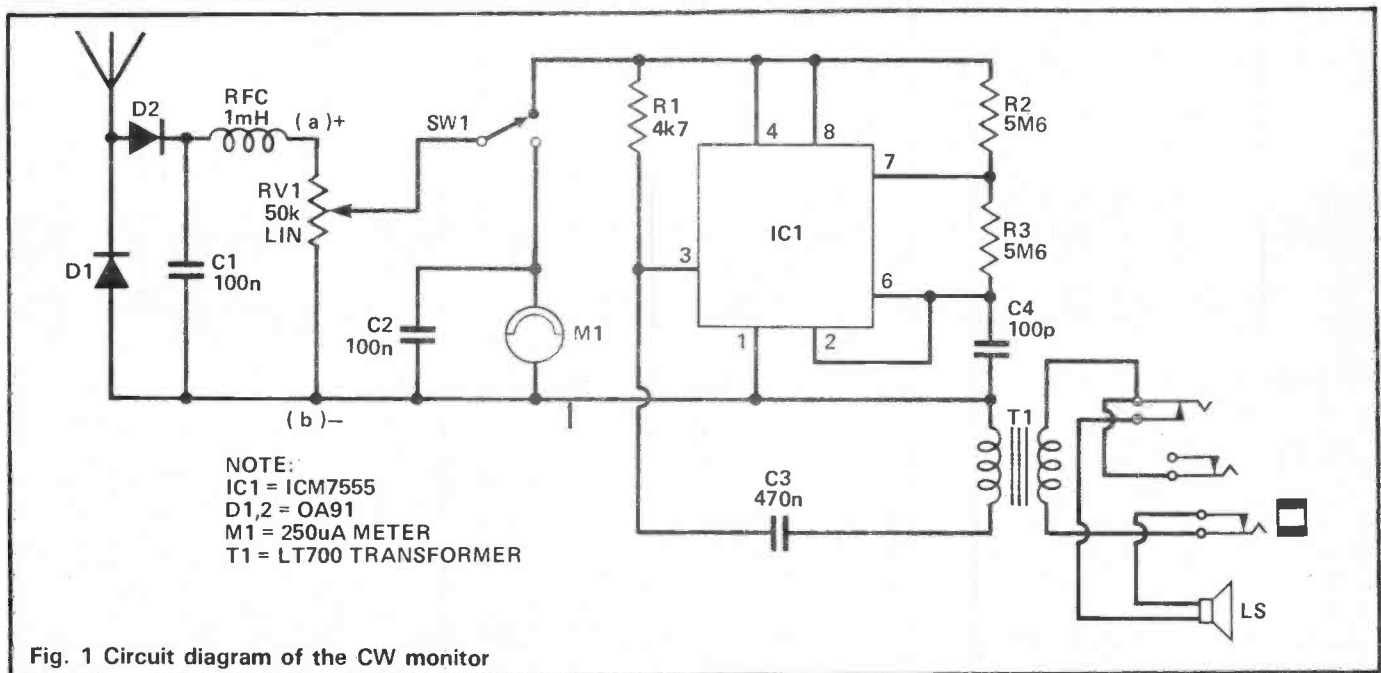 D2
RFC
1mH
(a)+
SW1
RV1
50k
LIN
D1
C1
100n
C2
100n
M1
(b)−
R1
4k7
4
8
7
3
IC1
6
1
2
R2
5M6
R3
5M6
C4
100p
T1
C3
470n
LS
NOTE:
IC1 = ICM7555
D1,2 = OA91
M1 = 250uA METER
T1 = LT700 TRANSFORMER
Fig. 1 Circuit diagram of the CW monitor